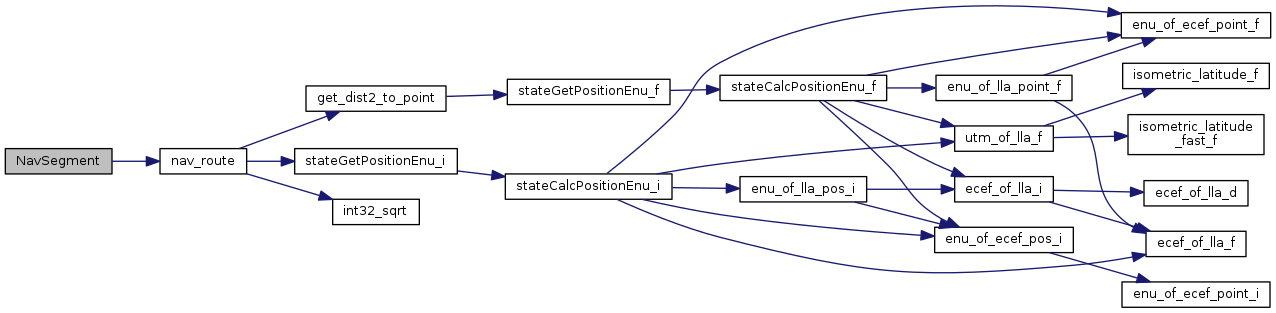 NavSegment
nav_route
get_dist2_to_point
stateGetPositionEnu_i
int32_sqrt
stateGetPositionEnu_f
stateCalcPositionEnu_i
stateCalcPositionEnu_f
enu_of_lla_pos_i
enu_of_lla_point_f
utm_of_lla_f
ecef_of_lla_i
enu_of_ecef_pos_i
enu_of_ecef_point_f
isometric_latitude_f
isometric_latitude
_fast_f
ecef_of_lla_d
ecef_of_lla_f
enu_of_ecef_point_i